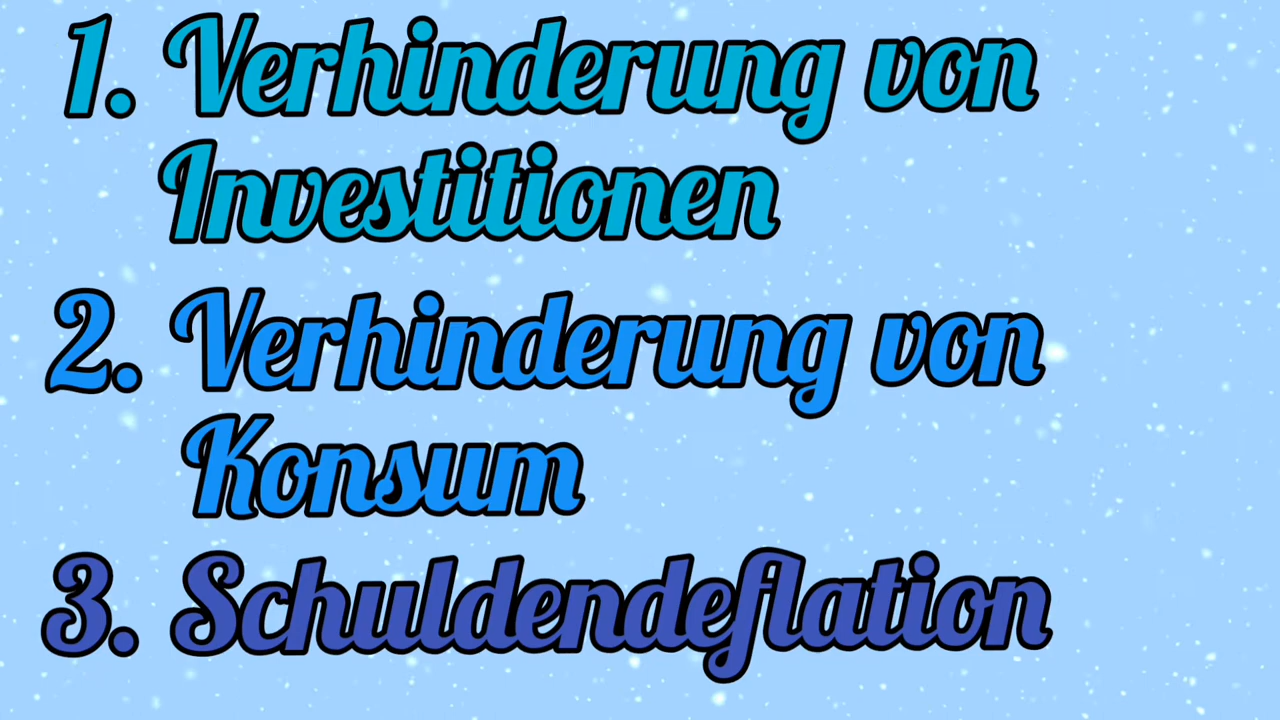 1. Verhinderung von
Investitionen
2. Verhinderung von
Konsum
3. Schuldendeflation